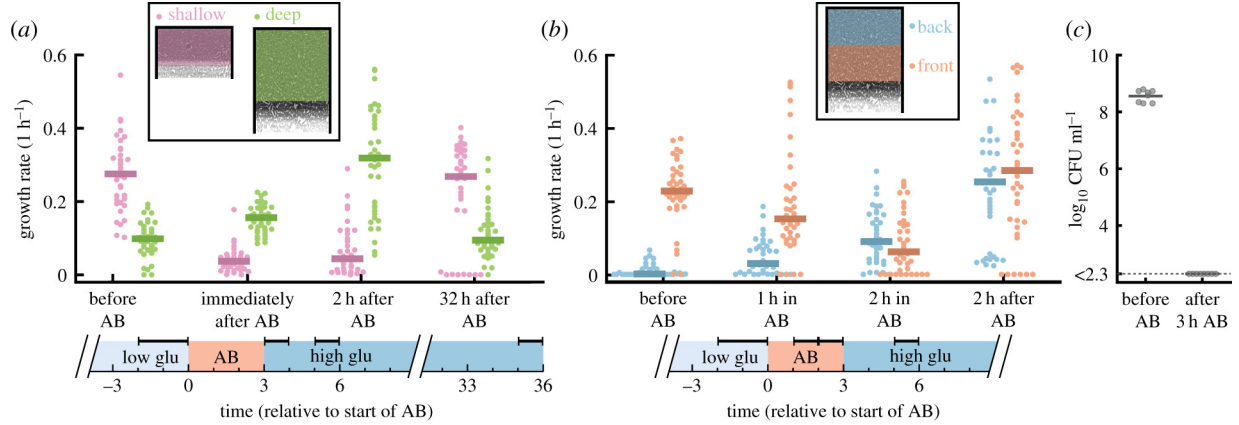 (a)
shallow
deep
growth rate (1 h⁻¹)
0.6
0.4
0.2
0
before
AB
immediately
after AB
2 h after
AB
32 h after
AB
low glu
AB
high glu
–3
0
3
6
33
36
time (relative to start of AB)
(b)
back
front
growth rate (1 h⁻¹)
0.6
0.4
0.2
0
before
AB
1 h in
AB
2 h in
AB
2 h after
AB
low glu
AB
high glu
–3
0
3
6
time (relative to start of AB)
(c)
log₁₀ CFU ml⁻¹
10
8
6
4
<2.3
before
AB
after
3 h AB